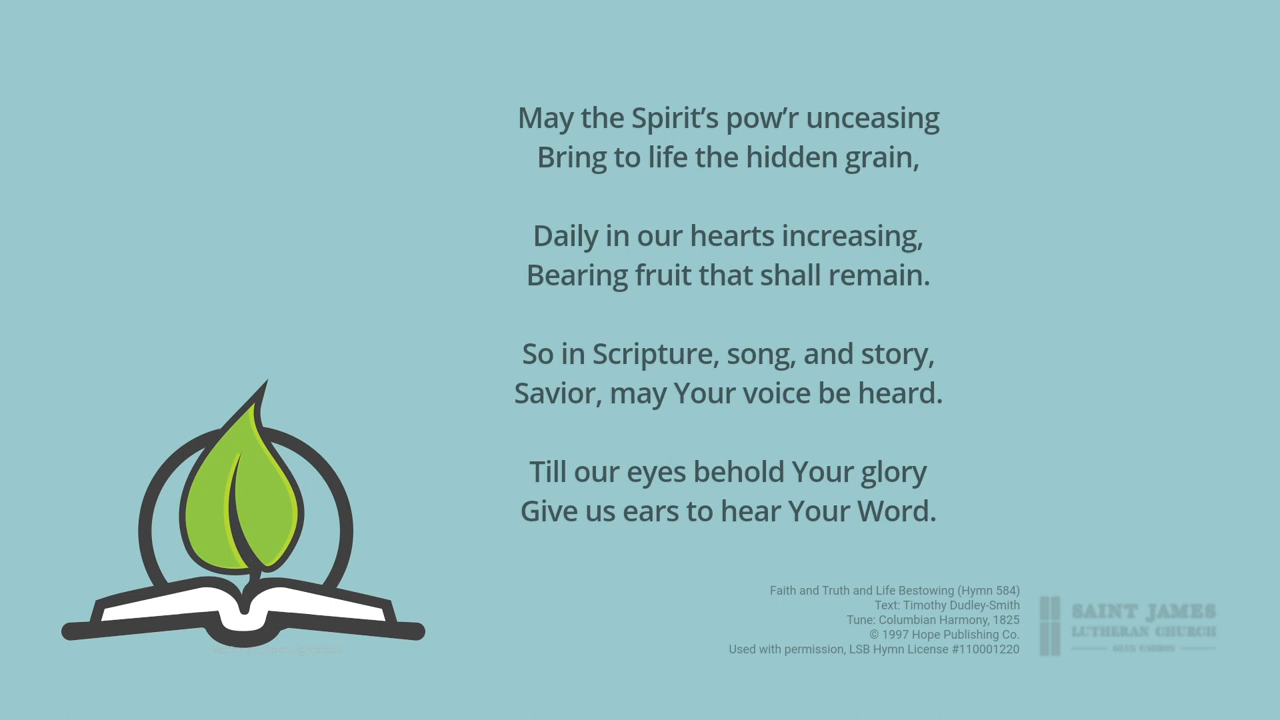 May the Spirit’s pow’r unceasing
Bring to life the hidden grain,
Daily in our hearts increasing,
Bearing fruit that shall remain.
So in Scripture, song, and story,
Savior, may Your voice be heard.
Till our eyes behold Your glory
Give us ears to hear Your Word.
Faith and Truth and Life Bestowing (Hymn 584)
Text: Timothy Dudley-Smith
Tune: Columbian Harmony, 1825
© 1997 Hope Publishing Co.
Used with permission, LSB Hymn License #110001220
SAINT JAMES
LUTHERAN CHURCH